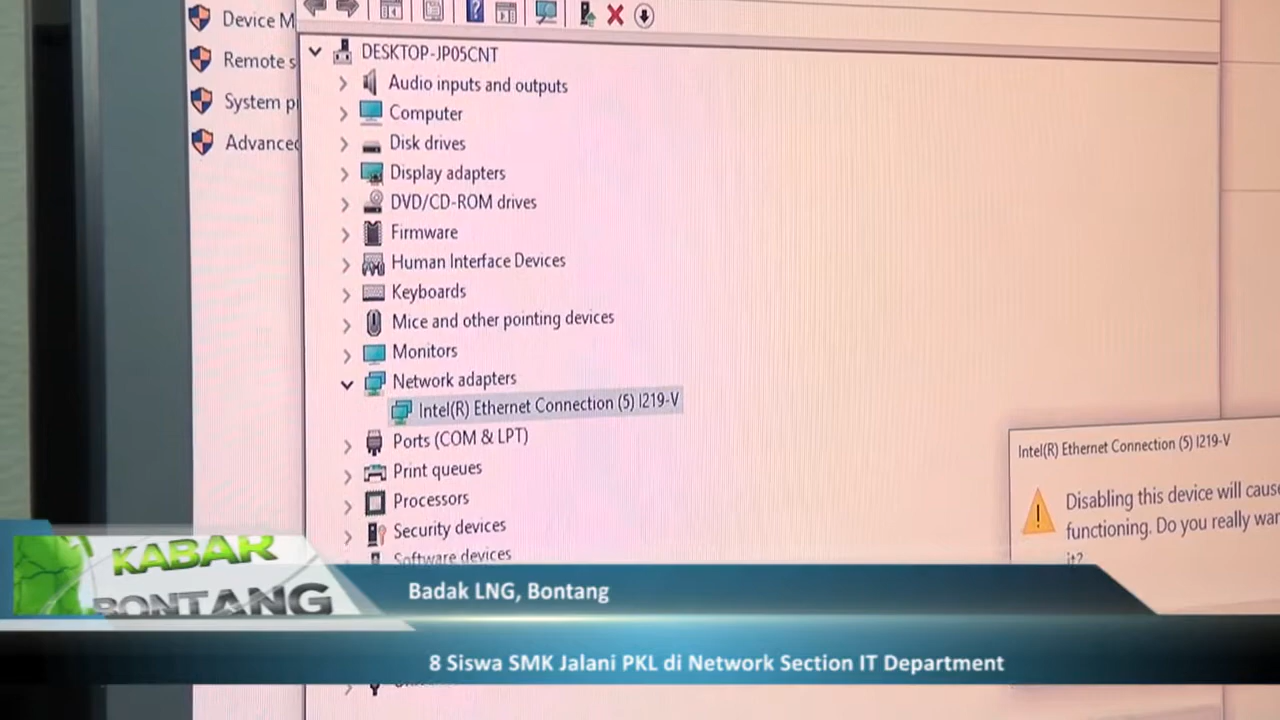 Device M
Remote s
System p
Advanced
DESKTOP-JP05CNT
Audio inputs and outputs
Computer
Disk drives
Display adapters
DVD/CD-ROM drives
Firmware
Human Interface Devices
Keyboards
Mice and other pointing devices
Monitors
Network adapters
Intel(R) Ethernet Connection (5) I219-V
Ports (COM & LPT)
Print queues
Processors
Security devices
Software devices
Intel(R) Ethernet Connection (5) I219-V
Disabling this device will cause
functioning. Do you really wan
it?
KABAR
BONTANG
Badak LNG, Bontang
8 Siswa SMK Jalani PKL di Network Section IT Department